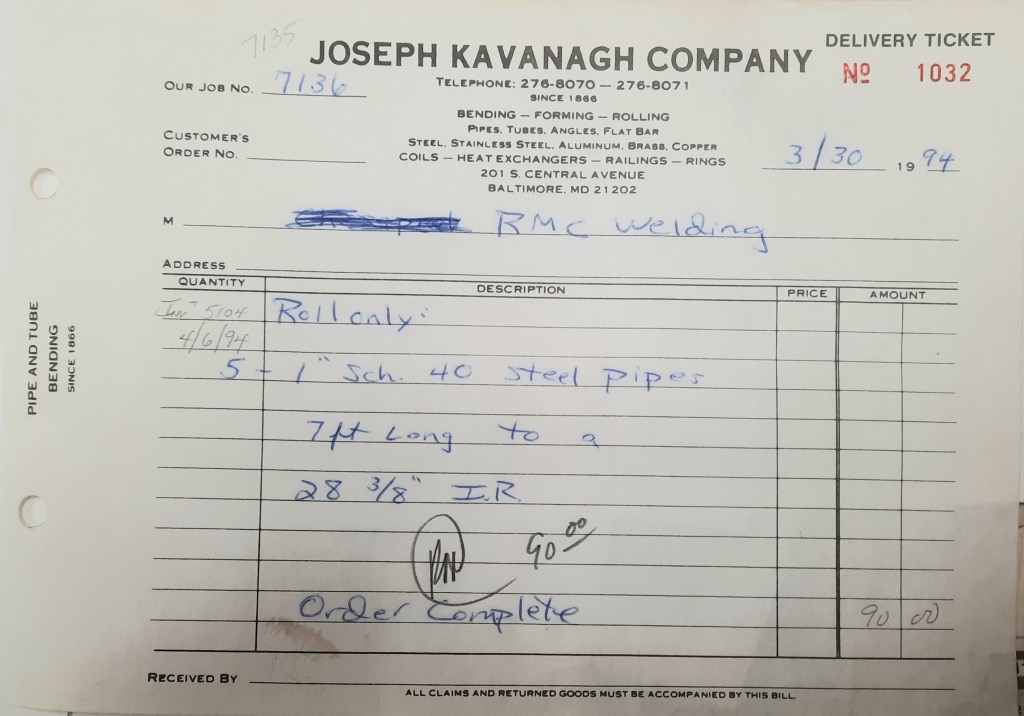 7135
JOSEPH KAVANAGH COMPANY
DELIVERY TICKET
Nº 1032
OUR JOB NO. 7136
TELEPHONE: 276-8070 — 276-8071
SINCE 1866
BENDING — FORMING — ROLLING
PIPES, TUBES, ANGLES, FLAT BAR
STEEL, STAINLESS STEEL, ALUMINUM, BRASS, COPPER
COILS — HEAT EXCHANGERS — RAILINGS — RINGS
201 S. CENTRAL AVENUE
BALTIMORE, MD 21202
CUSTOMER'S
ORDER NO.
3/30 1994
M RMC Welding
ADDRESS
QUANTITY DESCRIPTION PRICE AMOUNT
Inv 5104 Roll only:
4/6/94
5 - 1" Sch. 40 Steel Pipes
7ft Long to a
28 3/8" I.R.
90 00
Order Complete 90 00
RECEIVED BY
ALL CLAIMS AND RETURNED GOODS MUST BE ACCOMPANIED BY THIS BILL
PIPE AND TUBE
BENDING
SINCE 1866